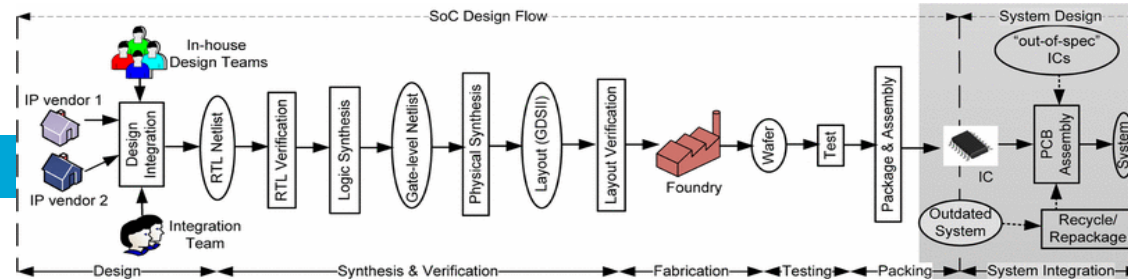 SoC Design Flow
System Design
In-house
Design Teams
IP vendor 1
IP vendor 2
Design
Integration
Integration
Team
RTL Netlist
RTL Verification
Logic Synthesis
Gate-level Netlist
Physical Synthesis
Layout (GDSII)
Layout Verification
Foundry
Wafer
Test
Package & Assembly
IC
"out-of-spec"
ICs
PCB
Assembly
System
Outdated
System
Recycle/
Repackage
Design
Synthesis & Verification
Fabrication
Testing
Packing
System Integration